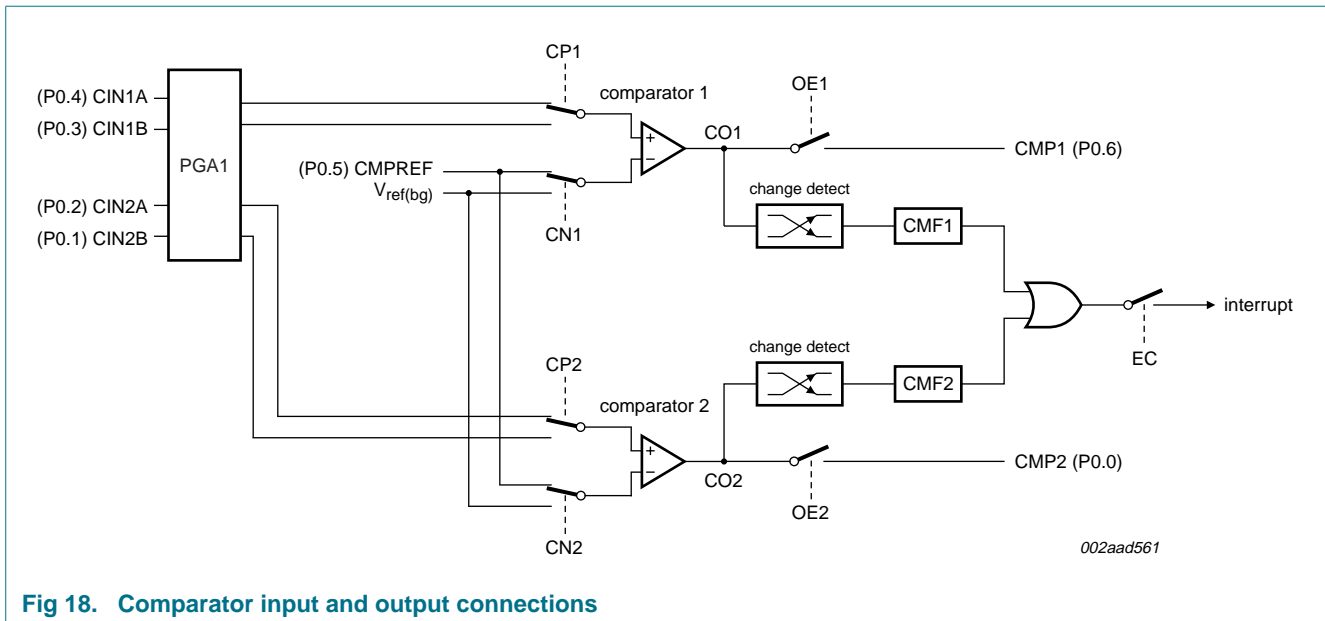 CP1
comparator 1
OE1
(P0.4) CIN1A
(P0.3) CIN1B
PGA1
CO1
CMP1 (P0.6)
(P0.5) CMPREF
Vref(bg)
change detect
(P0.2) CIN2A
(P0.1) CIN2B
CN1
CMF1
interrupt
EC
change detect
CP2
comparator 2
CMF2
CO2
CMP2 (P0.0)
OE2
CN2
002aad561
Fig 18. Comparator input and output connections